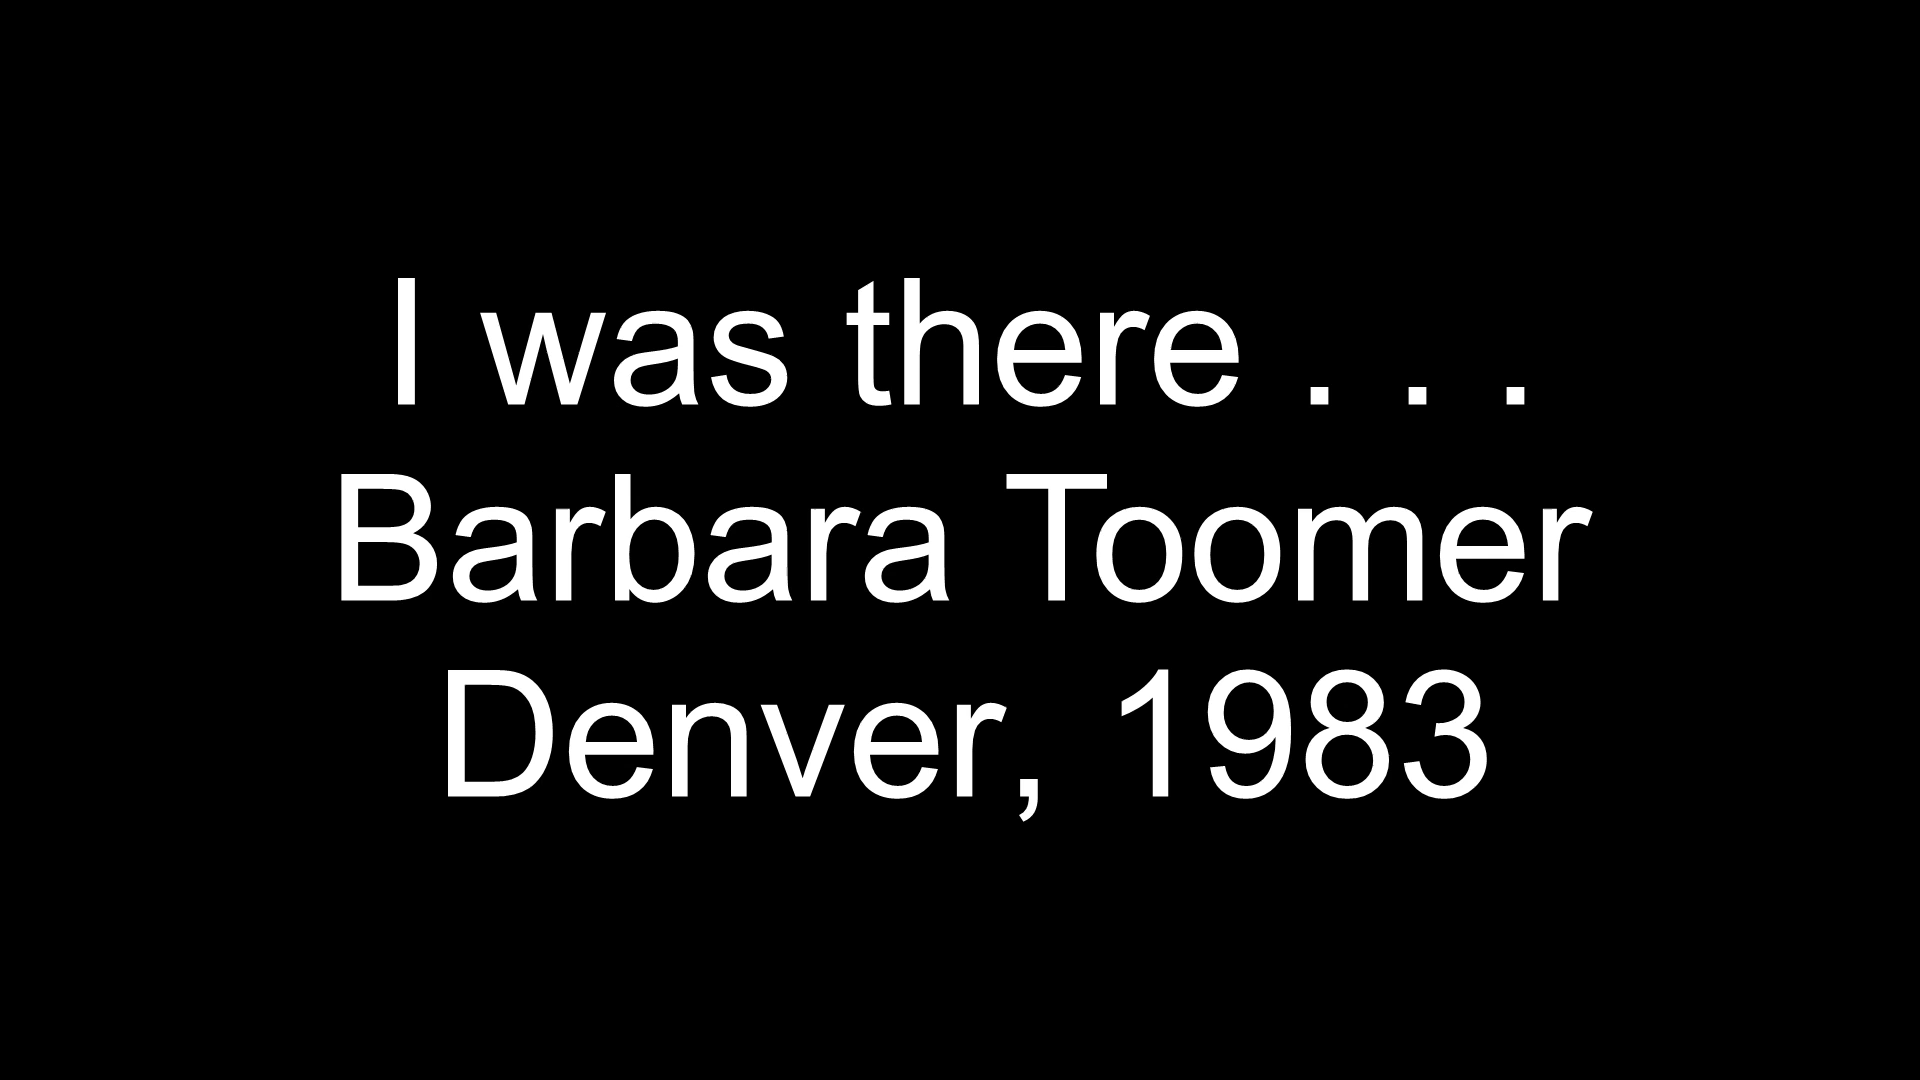 I was there . . .
Barbara Toomer
Denver, 1983